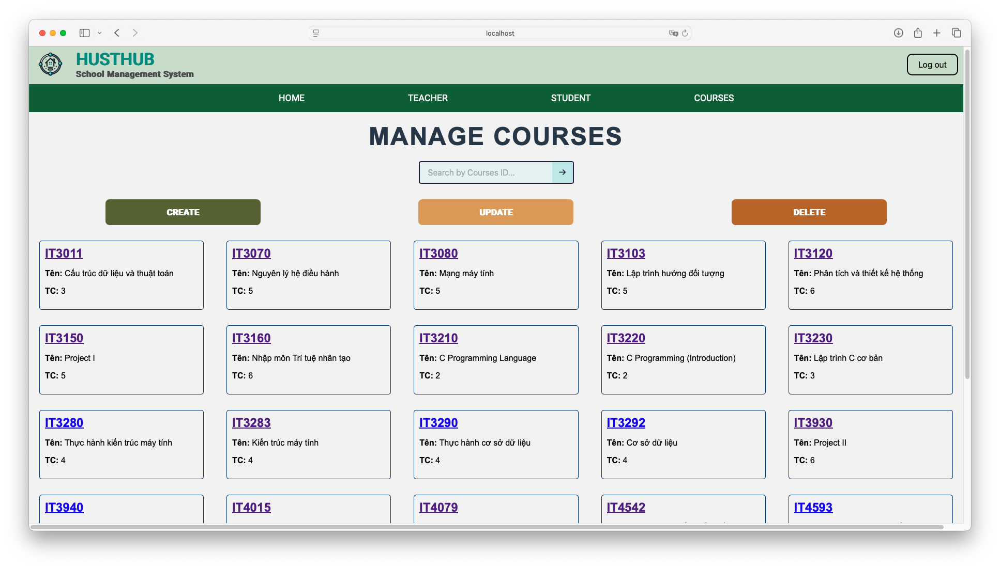 localhost
HUSTHUB
School Management System
Log out
HOME TEACHER STUDENT COURSES
MANAGE COURSES
Search by Courses ID...
CREATE UPDATE DELETE
IT3011
Tên: Cấu trúc dữ liệu và thuật toán
TC: 3
IT3070
Tên: Nguyên lý hệ điều hành
TC: 5
IT3080
Tên: Mạng máy tính
TC: 5
IT3103
Tên: Lập trình hướng đối tượng
TC: 5
IT3120
Tên: Phân tích và thiết kế hệ thống
TC: 6
IT3150
Tên: Project I
TC: 5
IT3160
Tên: Nhập môn Trí tuệ nhân tạo
TC: 6
IT3210
Tên: C Programming Language
TC: 2
IT3220
Tên: C Programming (Introduction)
TC: 2
IT3230
Tên: Lập trình C cơ bản
TC: 3
IT3280
Tên: Thực hành kiến trúc máy tính
TC: 4
IT3283
Tên: Kiến trúc máy tính
TC: 4
IT3290
Tên: Thực hành cơ sở dữ liệu
TC: 4
IT3292
Tên: Cơ sở dữ liệu
TC: 4
IT3930
Tên: Project II
TC: 6
IT3940
IT4015
IT4079
IT4542
IT4593